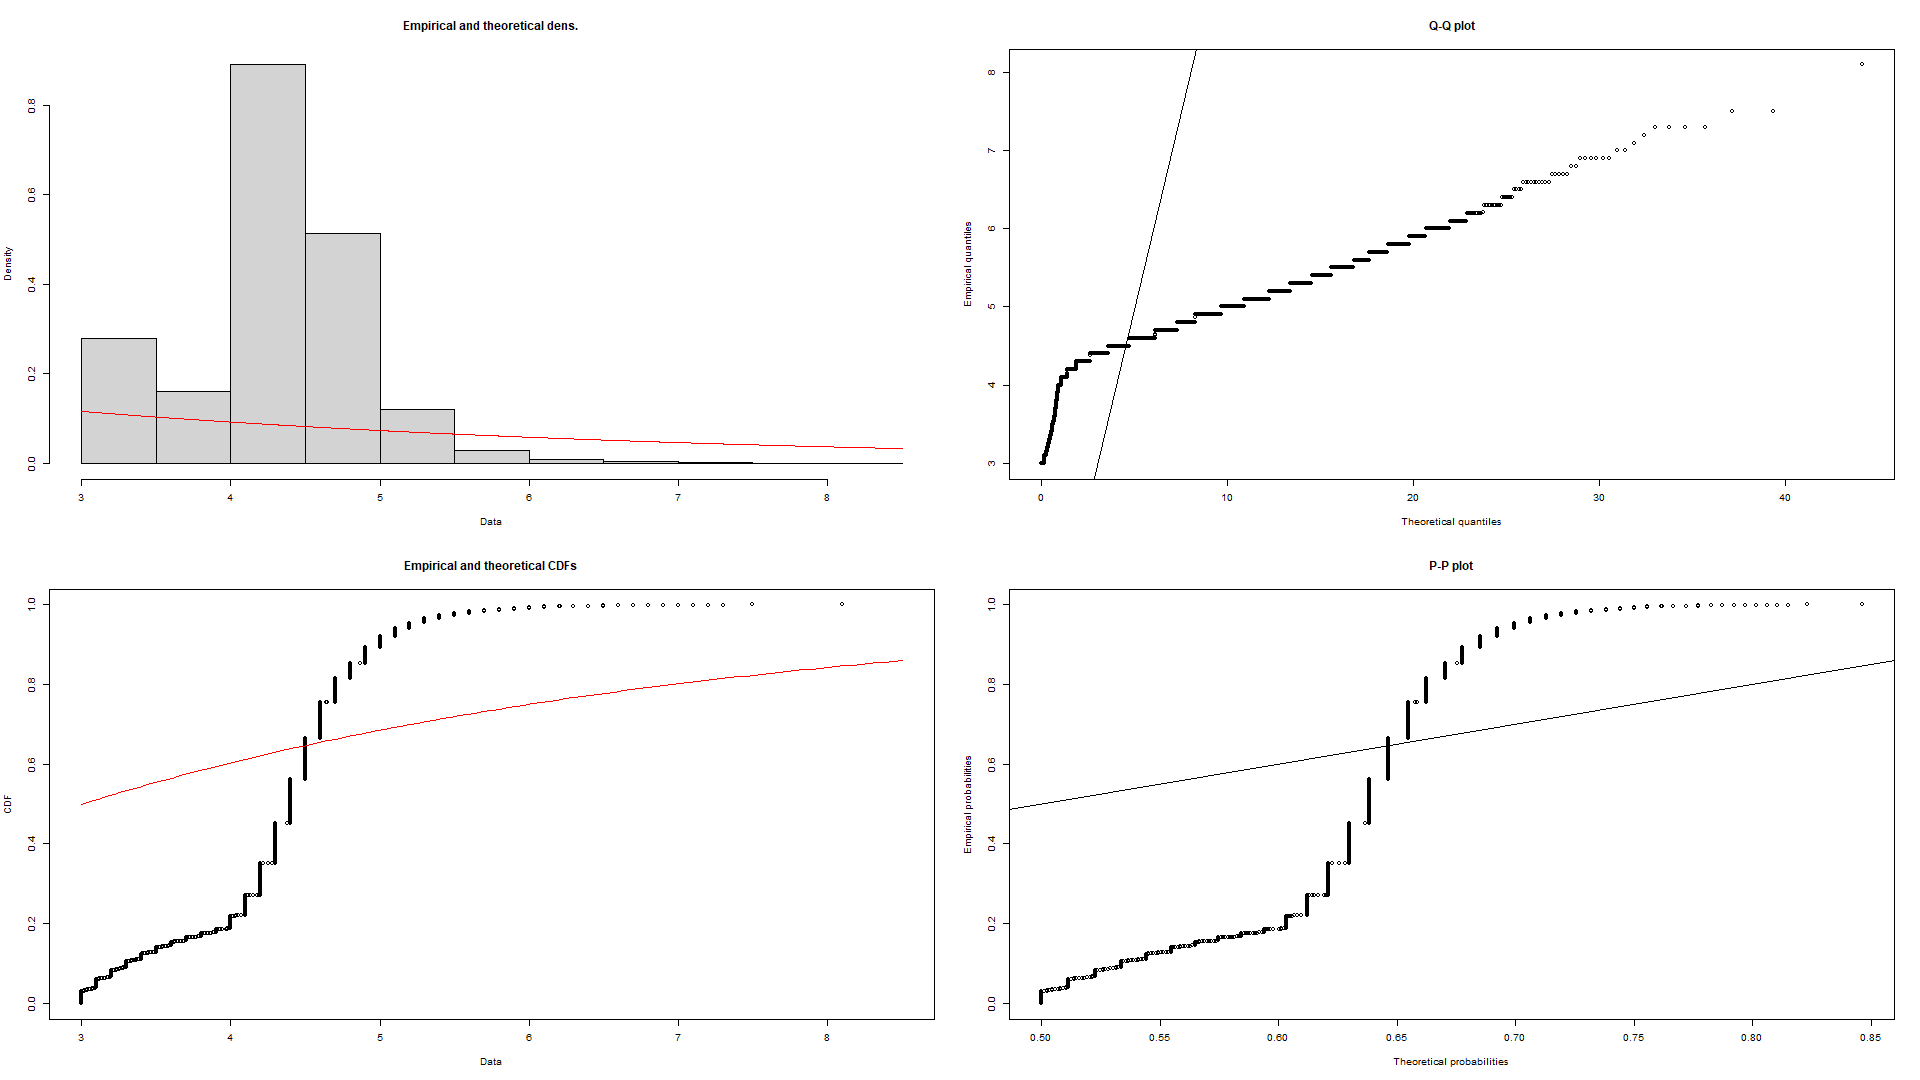 Empirical and theoretical dens.
Density
0.0 0.2 0.4 0.6 0.8
3 4 5 6 7 8
Data
Q-Q plot
Empirical quantiles
3 4 5 6 7 8
0 10 20 30 40
Theoretical quantiles
Empirical and theoretical CDFs
CDF
0.0 0.2 0.4 0.6 0.8 1.0
3 4 5 6 7 8
Data
P-P plot
Empirical probabilities
0.0 0.2 0.4 0.6 0.8 1.0
0.50 0.55 0.60 0.65 0.70 0.75 0.80 0.85
Theoretical probabilities